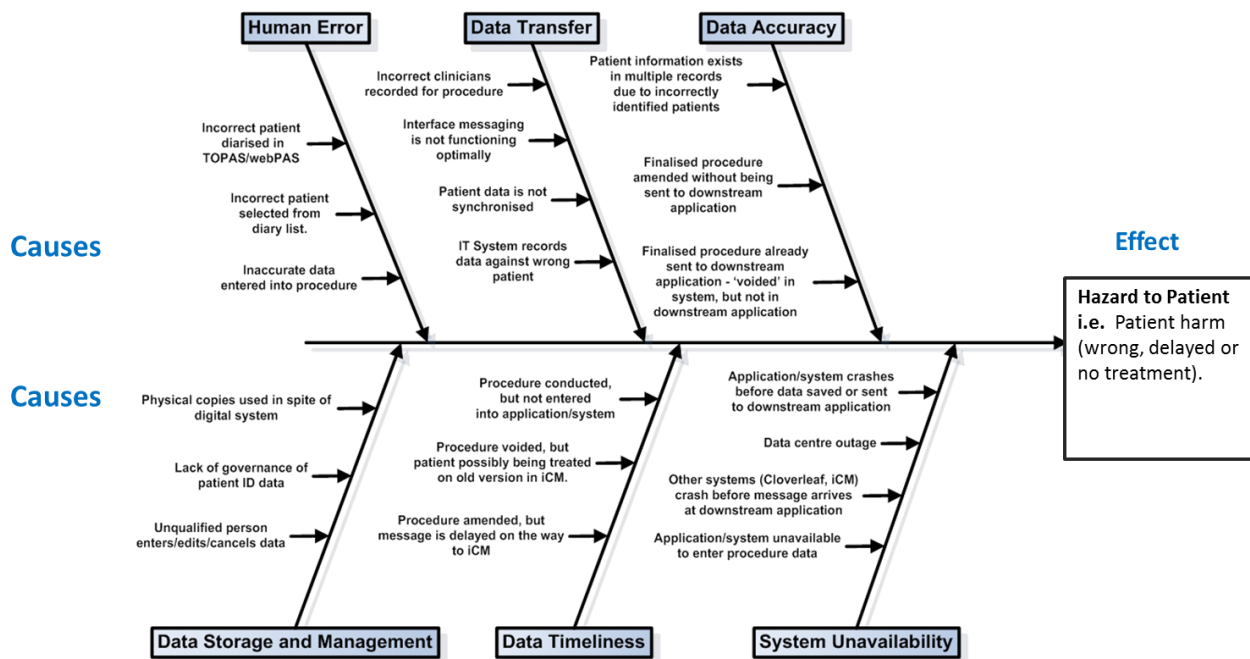 Human Error
Data Transfer
Data Accuracy
Incorrect patient
diarised in
TOPAS/webPAS
Incorrect patient
selected from
diary list.
Inaccurate data
entered into procedure
Incorrect clinicians
recorded for procedure
Interface messaging
is not functioning
optimally
Patient data is not
synchronised
IT System records
data against wrong
patient
Patient information exists
in multiple records
due to incorrectly
identified patients
Finalised procedure
amended without being
sent to downstream
application
Finalised procedure already
sent to downstream
application - ‘voided’ in
system, but not in
downstream application
Causes
Effect
Hazard to Patient
i.e. Patient harm
(wrong, delayed or
no treatment).
Causes
Physical copies used in spite of
digital system
Lack of governance of
patient ID data
Unqualified person
enters/edits/cancels data
Procedure conducted,
but not entered
into application/system
Procedure voided, but
patient possibly being treated
on old version in iCM.
Procedure amended, but
message is delayed on the way
to iCM
Application/system crashes
before data saved or sent
to downstream application
Data centre outage
Other systems (Cloverleaf, iCM)
crash before message arrives
at downstream application
Application/system unavailable
to enter procedure data
Data Storage and Management
Data Timeliness
System Unavailability